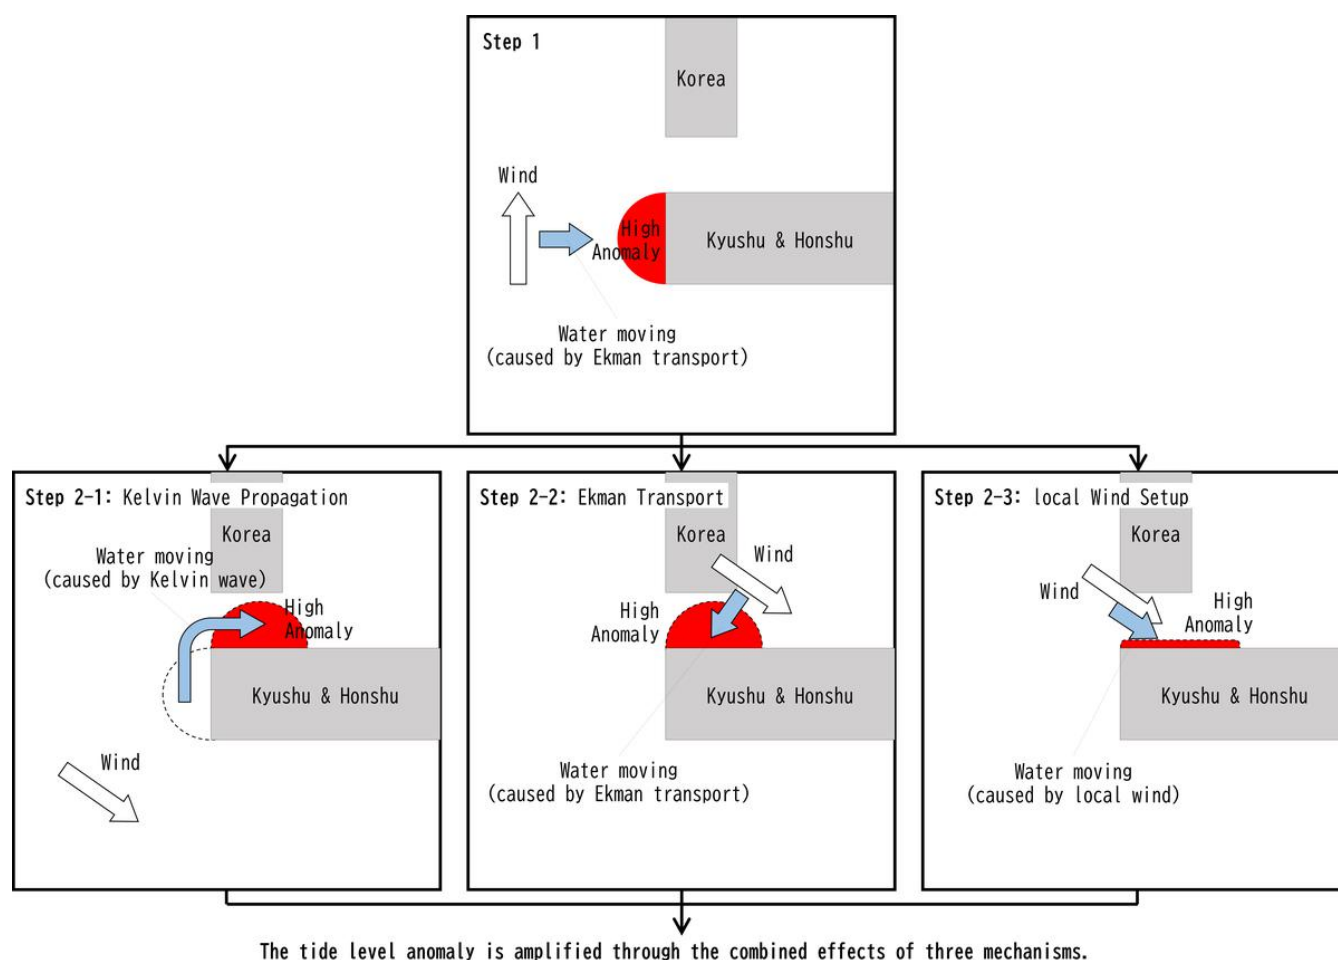 Step 1
Korea
Wind
High
Anomaly
Kyushu & Honshu
Water moving
(caused by Ekman transport)
Step 2-1: Kelvin Wave Propagation
Korea
Water moving
(caused by Kelvin wave)
High
Anomaly
Kyushu & Honshu
Wind
Step 2-2: Ekman Transport
Korea
Wind
High
Anomaly
Kyushu & Honshu
Water moving
(caused by Ekman transport)
Step 2-3: local Wind Setup
Korea
Wind
High
Anomaly
Kyushu & Honshu
Water moving
(caused by local wind)
The tide level anomaly is amplified through the combined effects of three mechanisms.